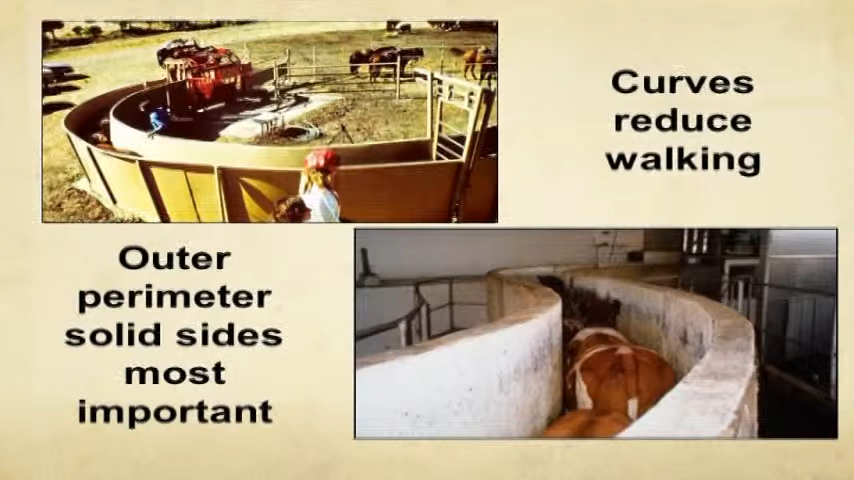 Curves
reduce
walking
Outer
perimeter
solid sides
most
important